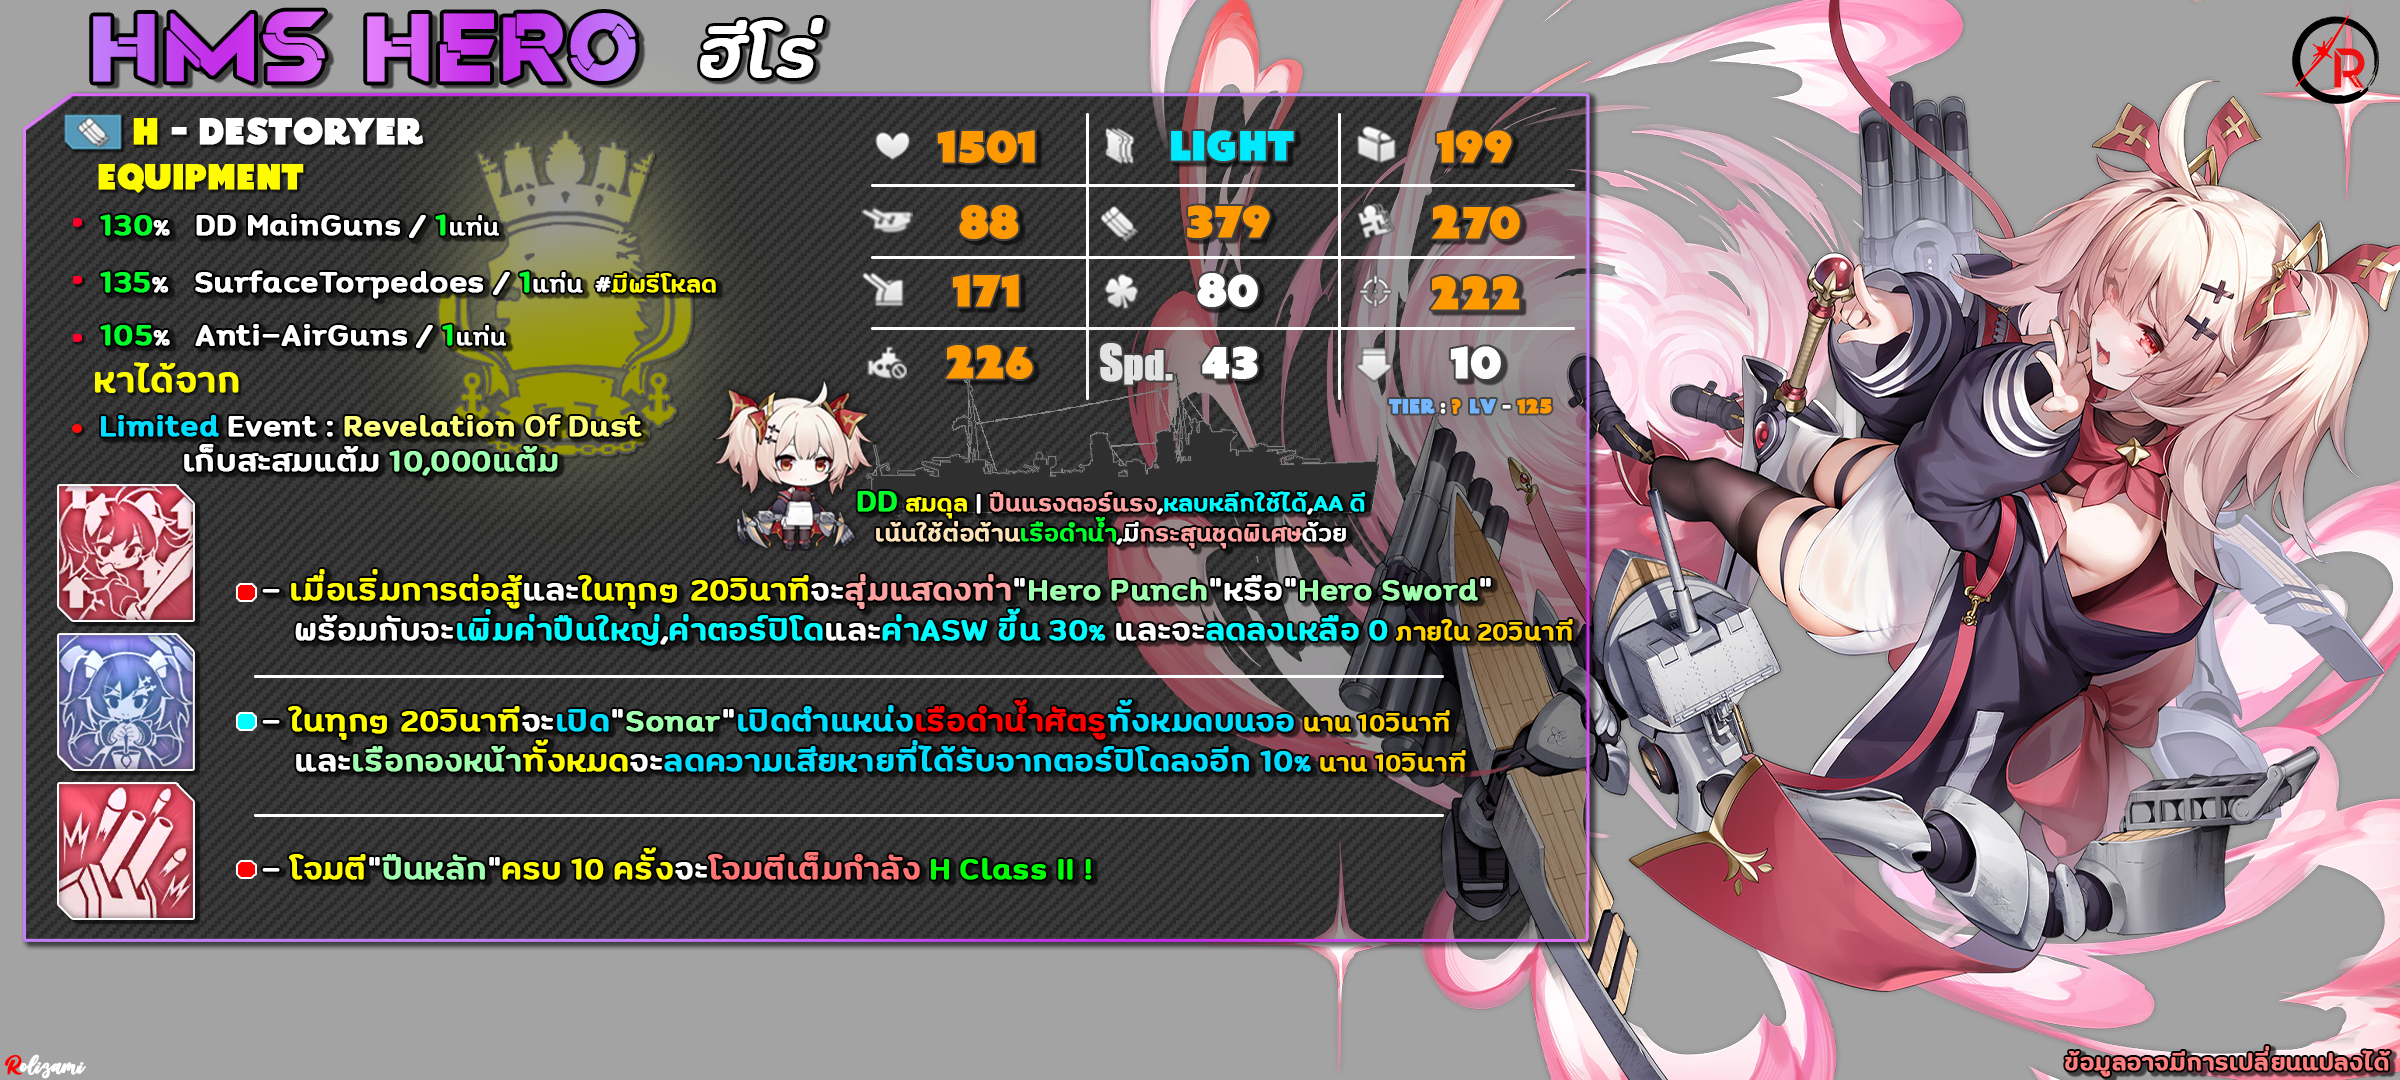 HMS HERO ฮีโร่
R
H - DESTORYER
EQUIPMENT
130% DD MainGuns / 1แท่น
135% SurfaceTorpedoes / 1แท่น #มีพรีโหลด
105% Anti-AirGuns / 1แท่น
หาได้จาก
Limited Event : Revelation Of Dust
เก็บสะสมแต้ม 10,000แต้ม
1501 LIGHT 199
88 379 270
171 80 222
226 Spd. 43 10
TIER : ? LV - 125
DD สมดุล | ปืนแรงตอร์แรง,หลบหลีกใช้ได้,AA ดี
เน้นใช้ต่อต้านเรือดำน้ำ,มีกระสุนชุดพิเศษด้วย
- เมื่อเริ่มการต่อสู้และในทุกๆ 20วินาทีจะสุ่มแสดงท่า"Hero Punch"หรือ"Hero Sword"
พร้อมกับจะเพิ่มค่าปืนใหญ่,ค่าตอร์ปิโดและค่าASW ขึ้น 30% และจะลดลงเหลือ 0 ภายใน 20วินาที
- ในทุกๆ 20วินาทีจะเปิด"Sonar"เปิดตำแหน่งเรือดำน้ำศัตรูทั้งหมดบนจอ นาน 10วินาที
และเรือกองหน้าทั้งหมดจะลดความเสียหายที่ได้รับจากตอร์ปิโดลงอีก 10% นาน 10วินาที
- โจมตี"ปืนหลัก"ครบ 10 ครั้งจะโจมตีเต็มกำลัง H Class II !
Rolizami
ข้อมูลอาจมีการเปลี่ยนแปลงได้